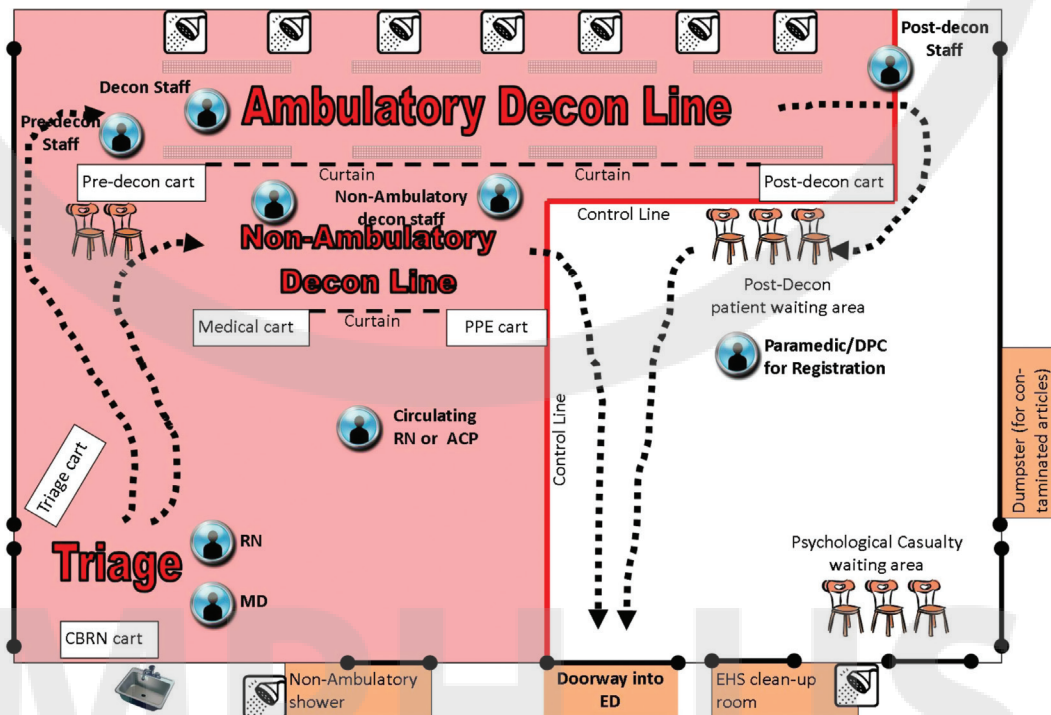 Post-decon
Staff
Decon Staff
Ambulatory Decon Line
Pre-decon
Staff
Pre-decon cart
Curtain
Curtain
Post-decon cart
Non-Ambulatory
decon staff
Control Line
Non-Ambulatory
Decon Line
Post-Decon
patient waiting area
Medical cart
Curtain
PPE cart
Paramedic/DPC
for Registration
Circulating
RN or ACP
Control Line
Dumpster (for con-
taminated articles)
Triage cart
RN
Triage
MD
Psychological Casualty
waiting area
CBRN cart
Non-Ambulatory
shower
Doorway into
ED
EHS clean-up
room